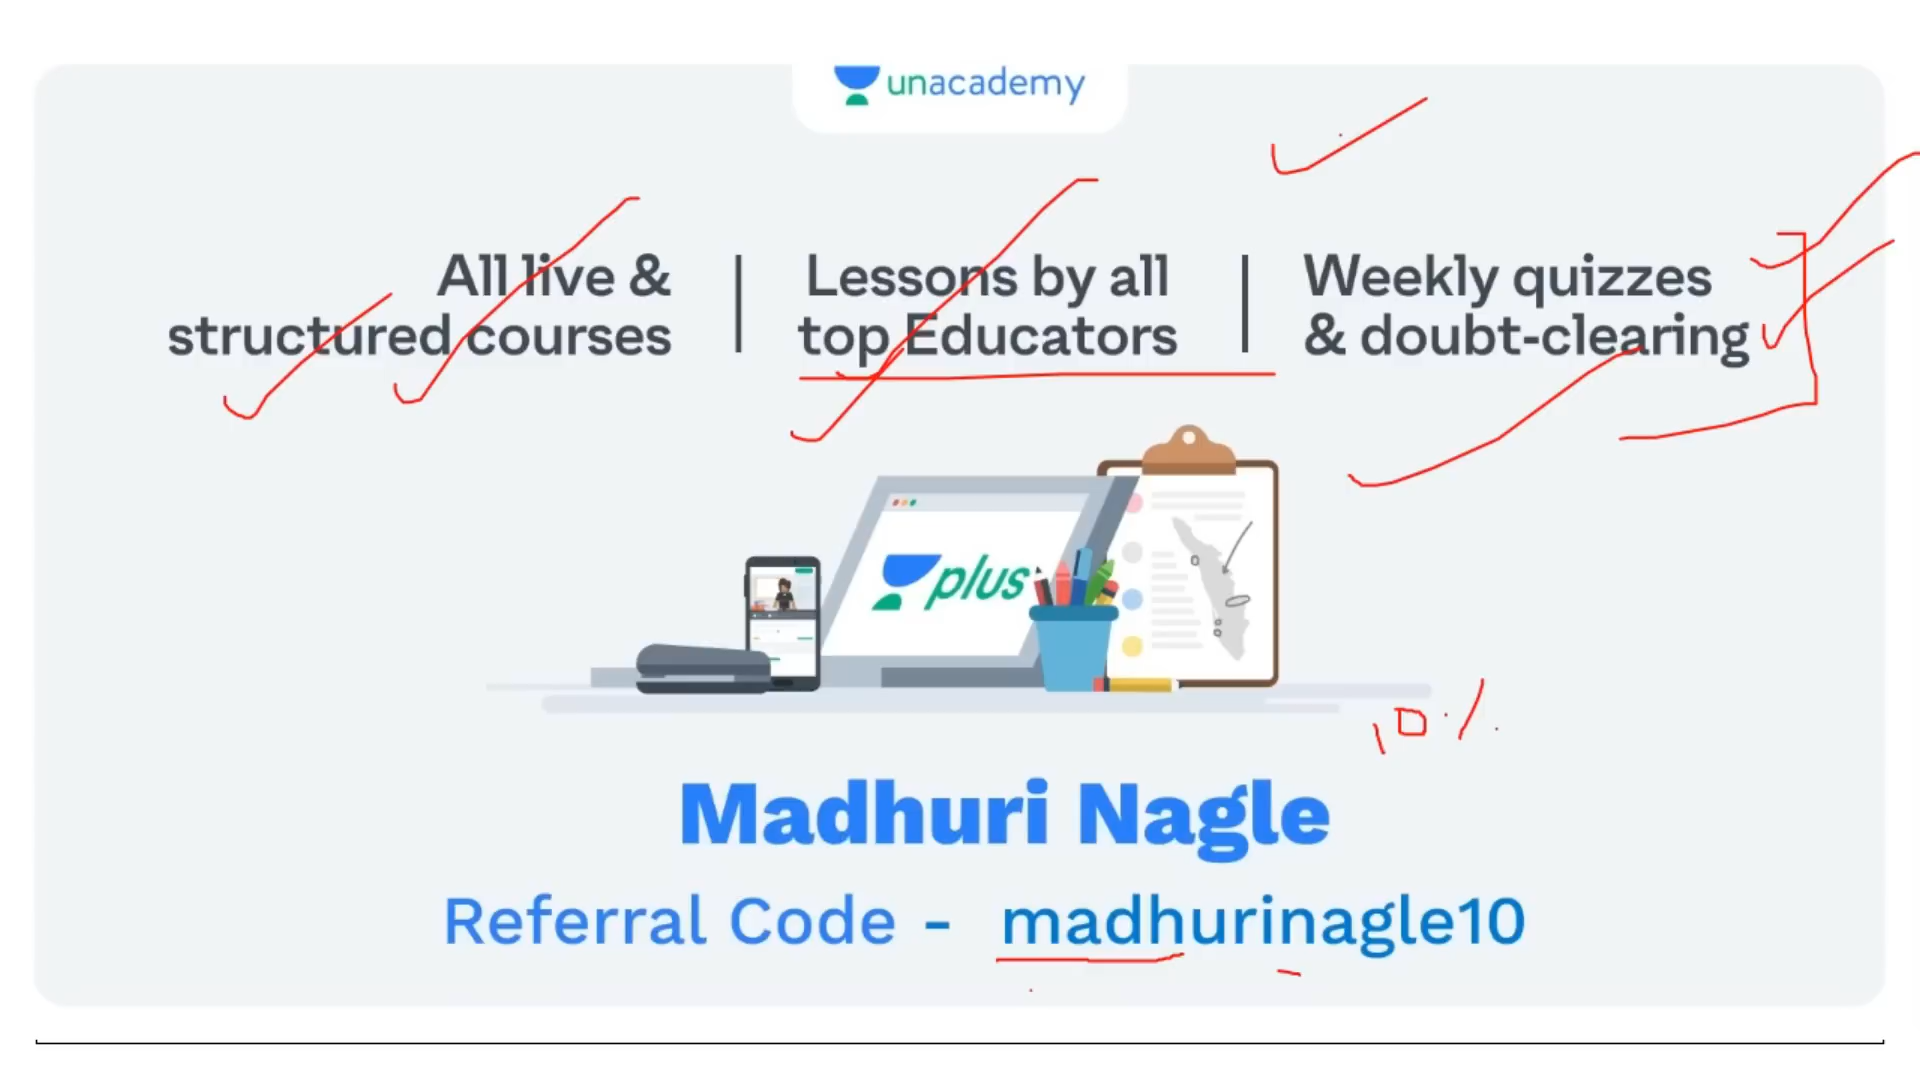 unacademy
All live &
structured courses
Lessons by all
top Educators
Weekly quizzes
& doubt-clearing
plus
10%
Madhuri Nagle
Referral Code - madhurinagle10